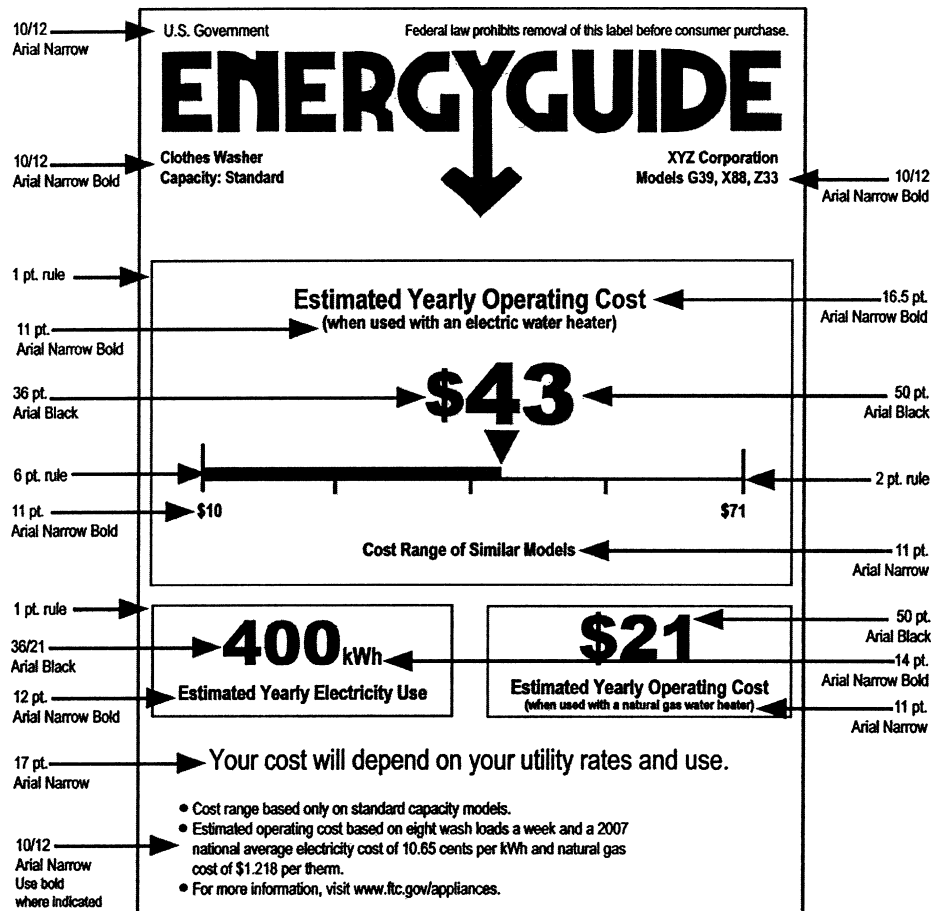 10/12
Arial Narrow
U.S. Government
Federal law prohibits removal of this label before consumer purchase.
ENERGYGUIDE
10/12
Arial Narrow Bold
Clothes Washer
Capacity: Standard
XYZ Corporation
Models G39, X88, Z33
10/12
Arial Narrow Bold
1 pt. rule
Estimated Yearly Operating Cost
16.5 pt.
Arial Narrow Bold
(when used with an electric water heater)
11 pt.
Arial Narrow Bold
36 pt.
Arial Black
$43
50 pt.
Arial Black
6 pt. rule
2 pt. rule
11 pt.
Arial Narrow Bold
$10
$71
Cost Range of Similar Models
11 pt.
Arial Narrow
1 pt. rule
36/21
Arial Black
400kWh
$21
50 pt.
Arial Black
14 pt.
Arial Narrow Bold
12 pt.
Arial Narrow Bold
Estimated Yearly Electricity Use
Estimated Yearly Operating Cost
(when used with a natural gas water heater)
11 pt.
Arial Narrow
17 pt.
Arial Narrow
Your cost will depend on your utility rates and use.
10/12
Arial Narrow
Use bold
where indicated
• Cost range based only on standard capacity models.
• Estimated operating cost based on eight wash loads a week and a 2007
national average electricity cost of 10.65 cents per kWh and natural gas
cost of $1.218 per therm.
• For more information, visit www.ftc.gov/appliances.